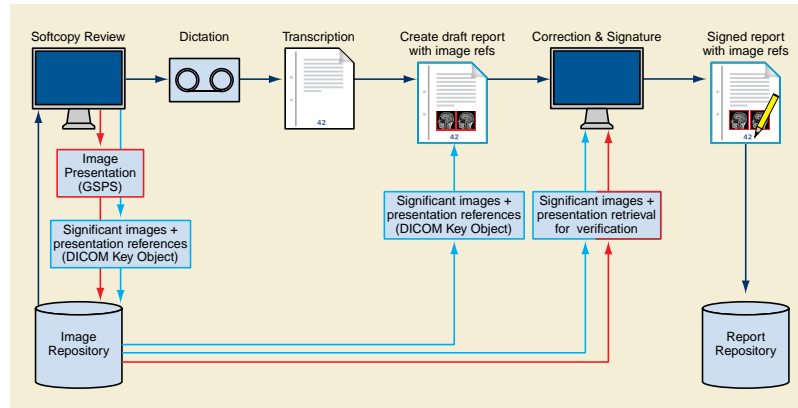 Softcopy Review
Dictation
Transcription
Create draft report
with image refs
Correction & Signature
Signed report
with image refs
42
42
42
Image
Presentation
(GSPS)
Significant images +
presentation references
(DICOM Key Object)
Significant images +
presentation references
(DICOM Key Object)
Significant images +
presentation retrieval
for verification
Image
Repository
Report
Repository